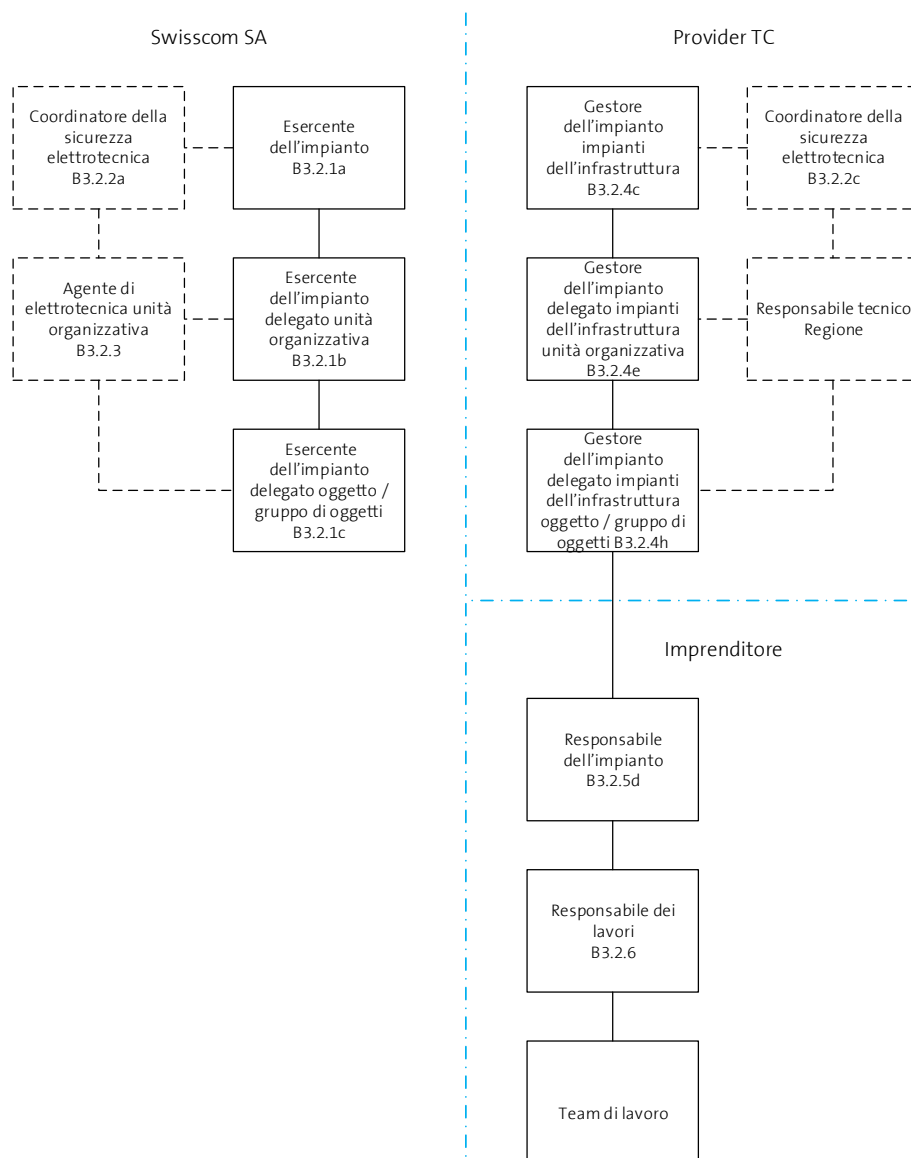 Swisscom SA
Provider TC
Coordinatore della
sicurezza
elettrotecnica
B3.2.2a
Esercente
dell'impianto
B3.2.1a
Gestore
dell'impianto
impianti
dell'infrastruttura
B3.2.4c
Coordinatore della
sicurezza
elettrotecnica
B3.2.2c
Agente di
elettrotecnica unità
organizzativa
B3.2.3
Esercente
dell'impianto
delegato unità
organizzativa
B3.2.1b
Gestore
dell'impianto
delegato impianti
dell'infrastruttura
unità organizzativa
B3.2.4e
Responsabile tecnico
Regione
Esercente
dell'impianto
delegato oggetto /
gruppo di oggetti
B3.2.1c
Gestore
dell'impianto
delegato impianti
dell'infrastruttura
oggetto / gruppo di
oggetti B3.2.4h
Imprenditore
Responsabile
dell'impianto
B3.2.5d
Responsabile dei
lavori
B3.2.6
Team di lavoro